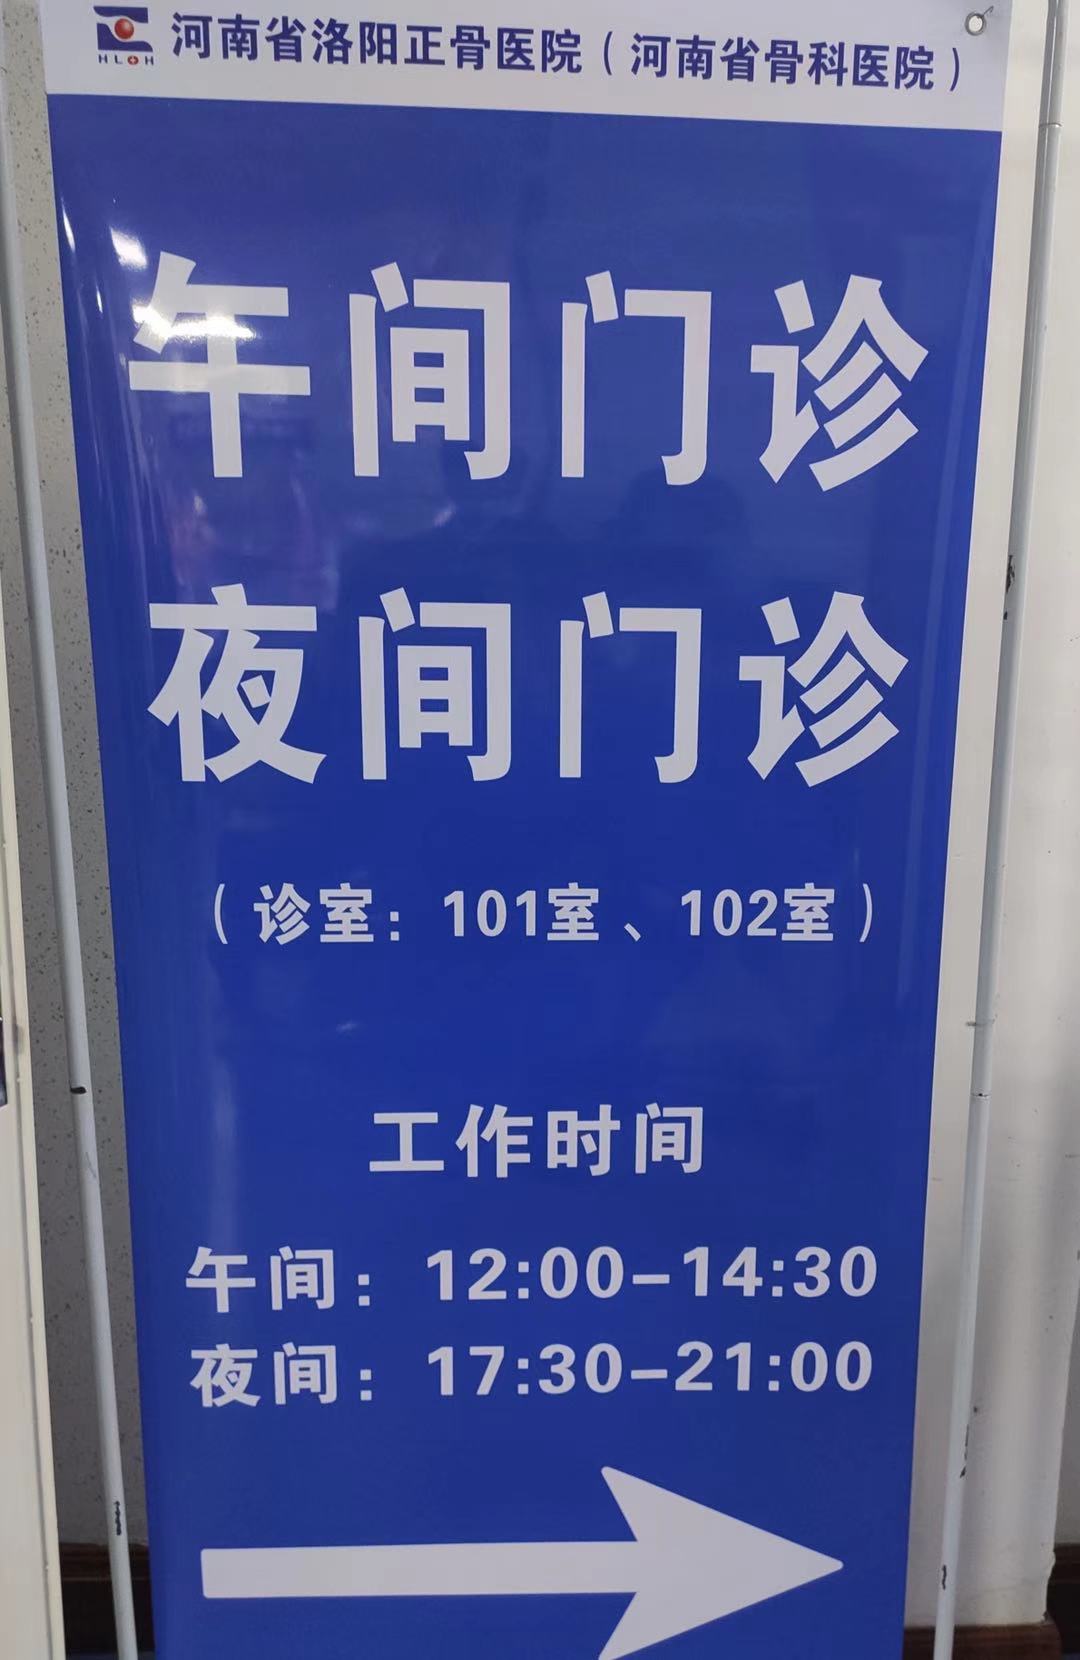 HLOH 河南省洛阳正骨医院（河南省骨科医院）
午间门诊
夜间门诊
（诊室：101室、102室）
工作时间
午间：12:00-14:30
夜间：17:30-21:00